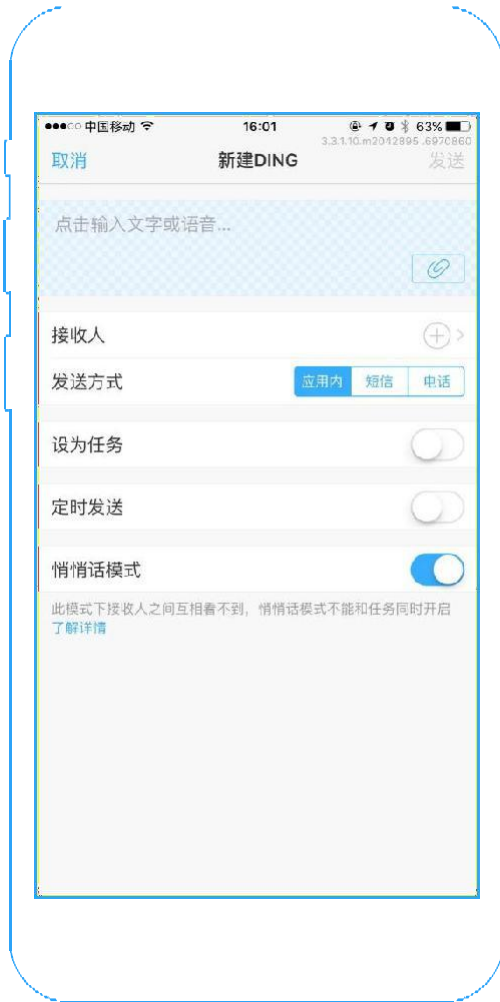 中国移动 16:01 63%
3.3.1.10.m2012895.6970860
取消 新建DING 发送
点击输入文字或语音...
接收人
发送方式 应用内 短信 电话
设为任务
定时发送
悄悄话模式
此模式下接收人之间互相看不到，悄悄话模式不能和任务同时开启
了解详情